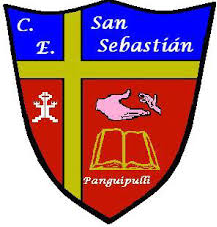 C. San
E. Sebastián
Panguipulli